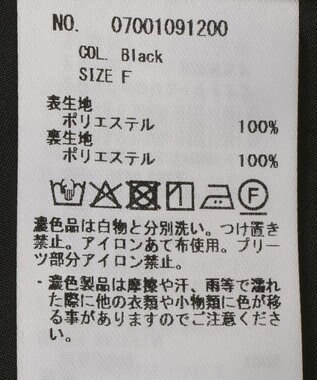 NO. 07001091200
COL. Black
SIZE F
表生地
ポリエステル 100%
裏生地
ポリエステル 100%
F
濃色品は白物と分別洗い。つけ置き
禁止。アイロンあて布使用。プリー
ツ部分アイロン禁止。
・濃色製品は摩擦や汗、雨等で濡れ
た際に他の衣類や小物類に色が移
る事がありますのでご注意くださ
い。